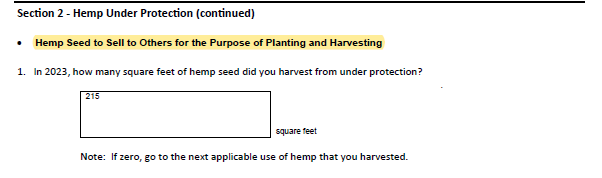 Section 2 - Hemp Under Protection (continued)
• Hemp Seed to Sell to Others for the Purpose of Planting and Harvesting
1. In 2023, how many square feet of hemp seed did you harvest from under protection?
215
square feet
Note: If zero, go to the next applicable use of hemp that you harvested.